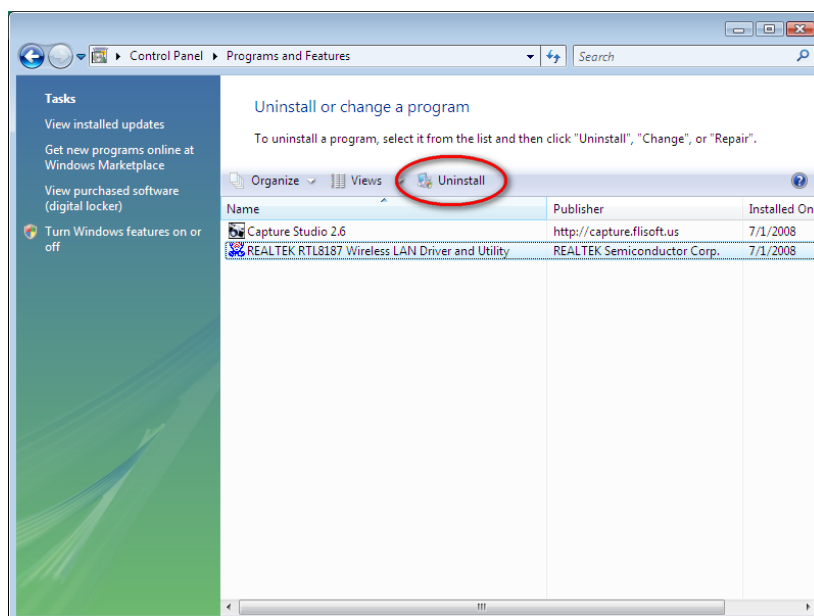 Control Panel Programs and Features
Search
Tasks
View installed updates
Get new programs online at
Windows Marketplace
View purchased software
(digital locker)
Turn Windows features on or
off
Uninstall or change a program
To uninstall a program, select it from the list and then click "Uninstall", "Change", or "Repair".
Organize Views Uninstall
Name Publisher Installed On
Capture Studio 2.6 http://capture.flisoft.us 7/1/2008
REALTEK RTL8187 Wireless LAN Driver and Utility REALTEK Semiconductor Corp. 7/1/2008